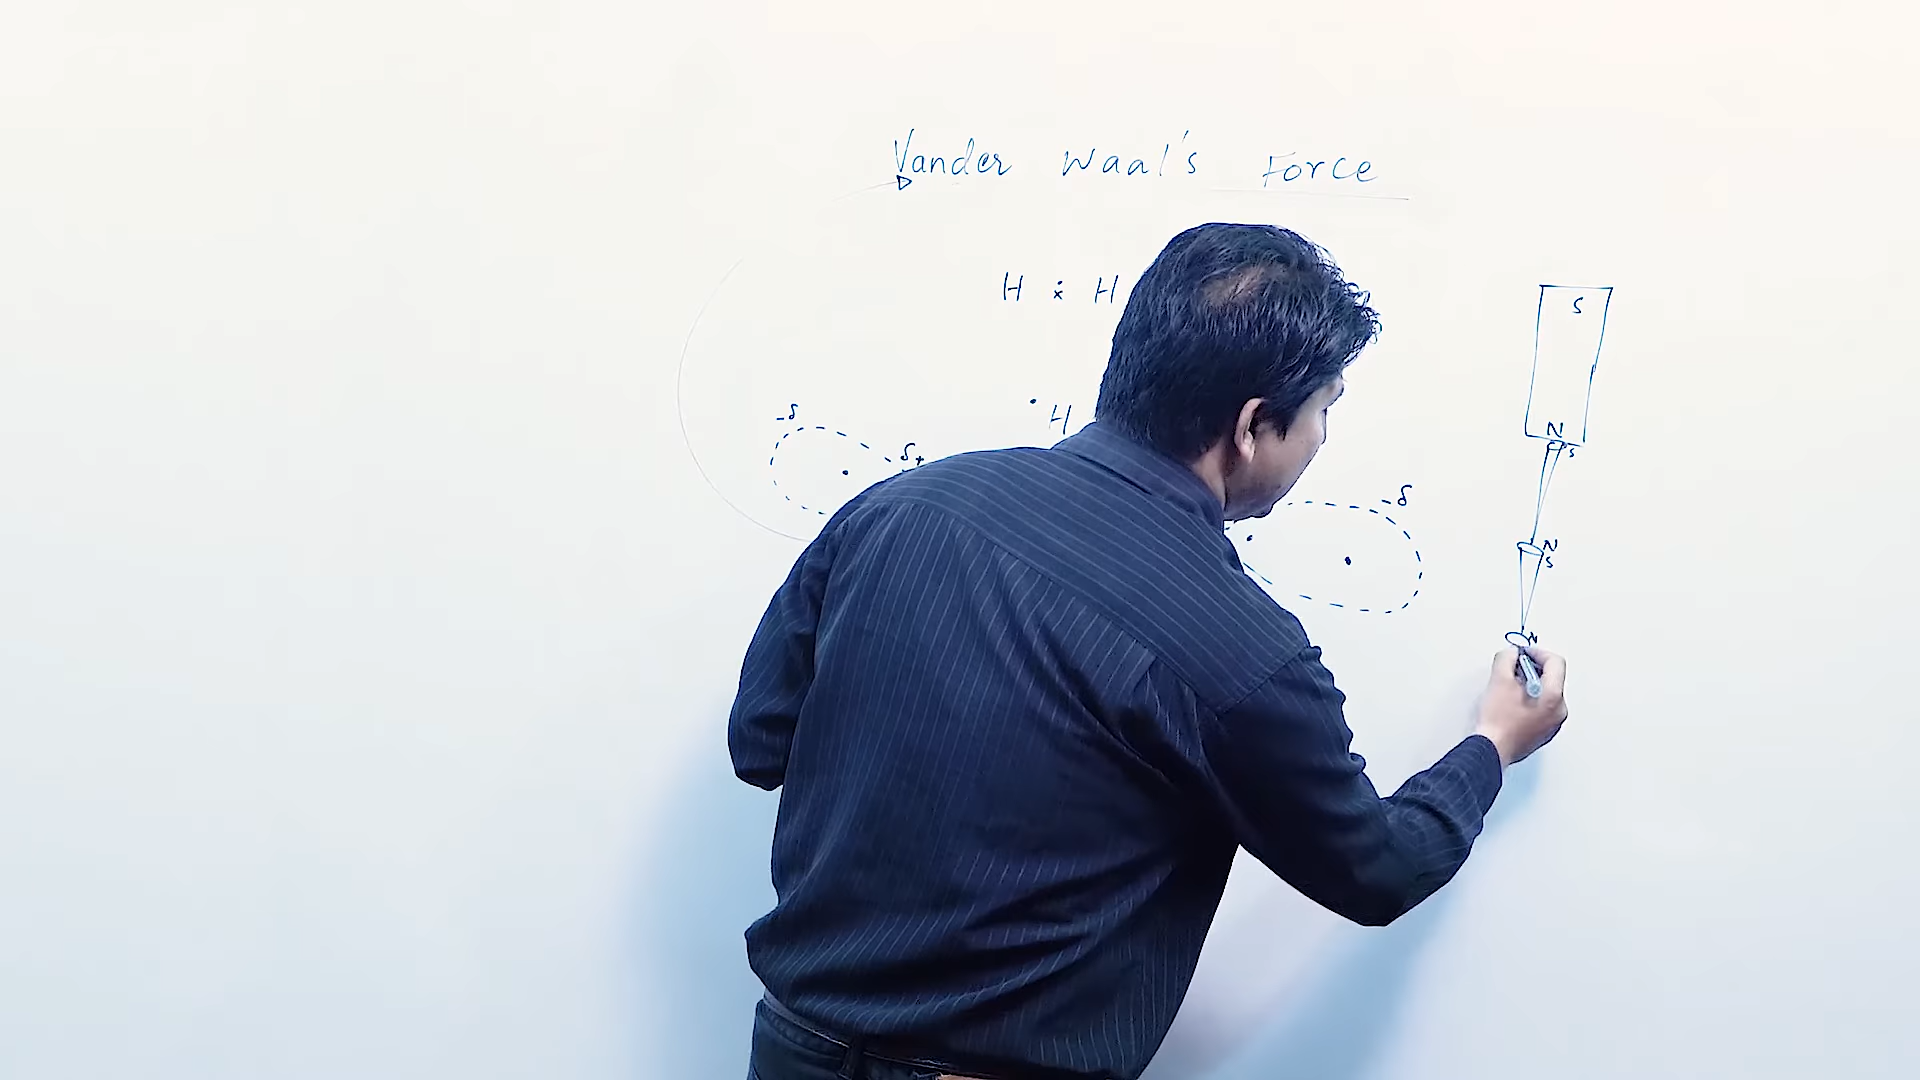 Vander Waal's Force
H : H
S
• H
-δ
δ+
N
S
-δ
N
S
N